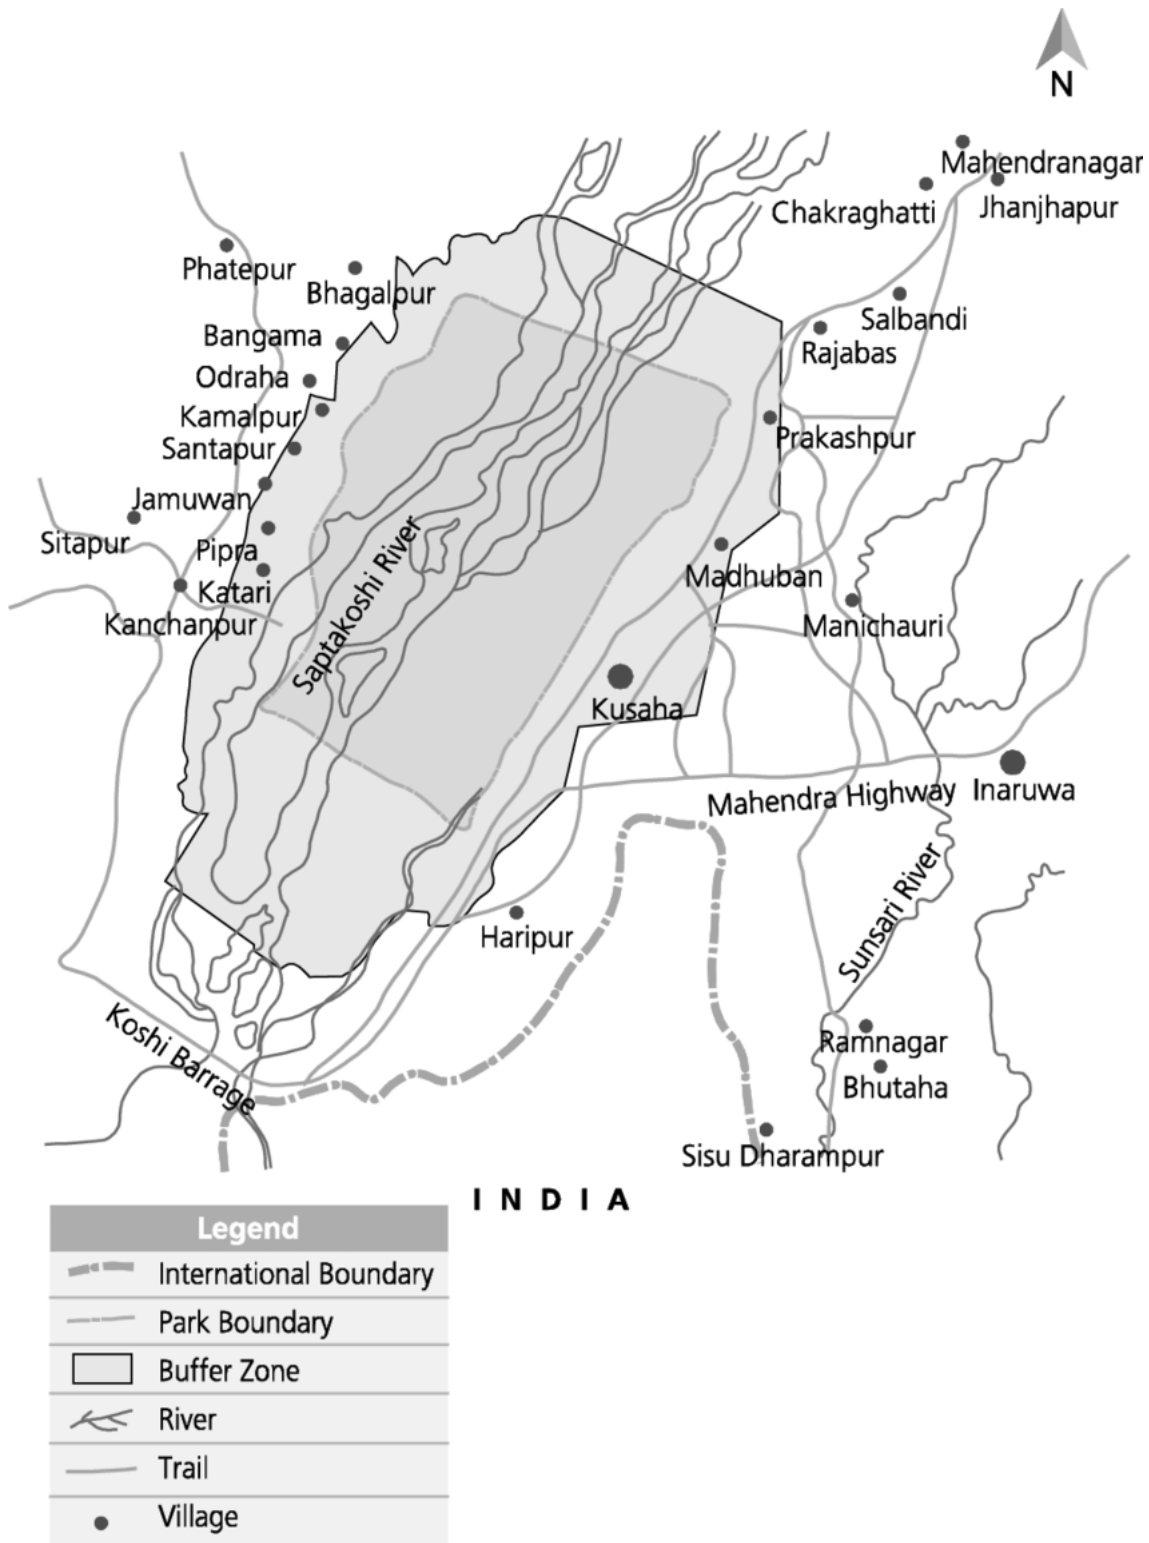 N
Mahendranagar
Chakraghatti
Jhanjhapur
Phatepur
Bhagalpur
Bangama
Salbandi
Rajabas
Odraha
Kamalpur
Santapur
Prakashpur
Jamuwan
Sitapur
Pipra
Katari
Kanchanpur
Saptakoshi River
Madhuban
Manichauri
Kusaha
Mahendra Highway
Inaruwa
Sunsari River
Haripur
Koshi Barrage
Ramnagar
Bhutaha
Sisu Dharampur
INDIA
Legend
International Boundary
Park Boundary
Buffer Zone
River
Trail
Village